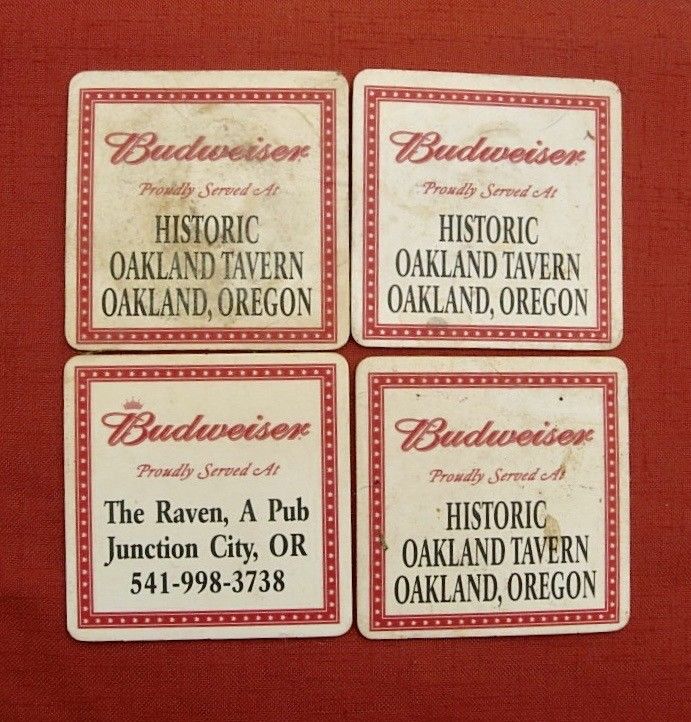 Budweiser
Proudly Served At
HISTORIC
OAKLAND TAVERN
OAKLAND, OREGON
Budweiser
Proudly Served At
HISTORIC
OAKLAND TAVERN
OAKLAND, OREGON
Budweiser
Proudly Served At
The Raven, A Pub
Junction City, OR
541-998-3738
Budweiser
Proudly Served At
HISTORIC
OAKLAND TAVERN
OAKLAND, OREGON